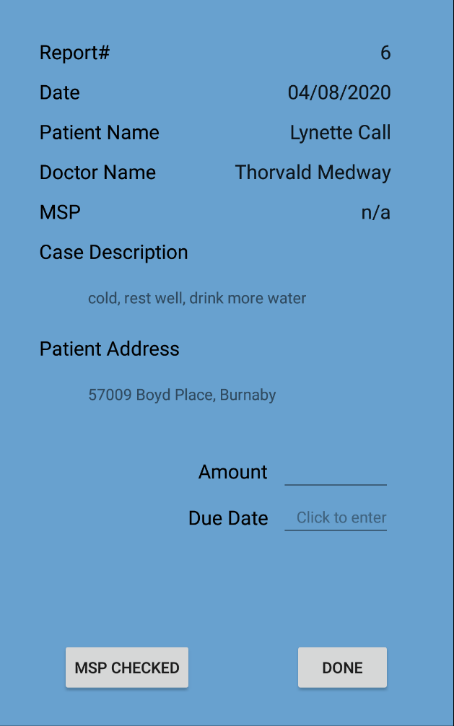 Report# 6
Date 04/08/2020
Patient Name Lynette Call
Doctor Name Thorvald Medway
MSP n/a
Case Description
cold, rest well, drink more water
Patient Address
57009 Boyd Place, Burnaby
Amount
Due Date Click to enter
MSP CHECKED DONE